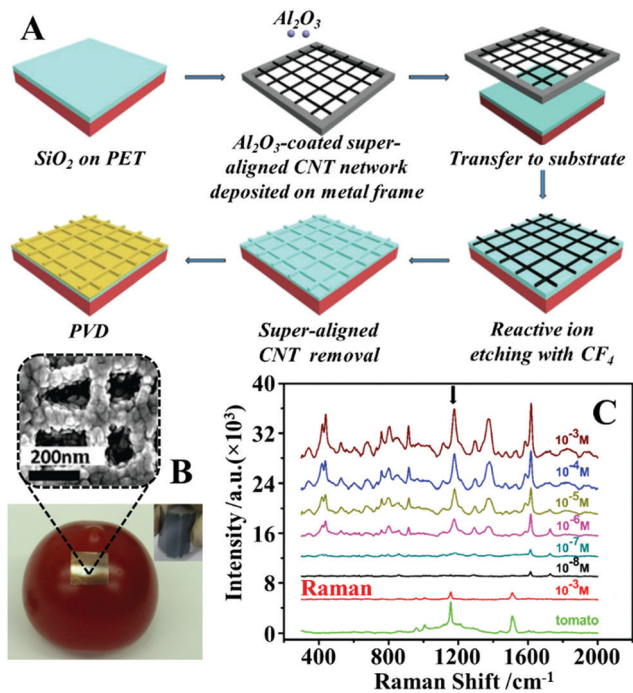 A
Al₂O₃
SiO₂ on PET
Al₂O₃-coated super-
aligned CNT network
deposited on metal frame
Transfer to substrate
PVD
Super-aligned
CNT removal
Reactive ion
etching with CF₄
200nm
B
C
Intensity /a.u.(×10³)
40
32
24
16
8
0
10⁻³M
10⁻⁴M
10⁻⁵M
10⁻⁶M
10⁻⁷M
10⁻⁸M
Raman
10⁻³M
tomato
400
800
1200
1600
2000
Raman Shift /cm⁻¹